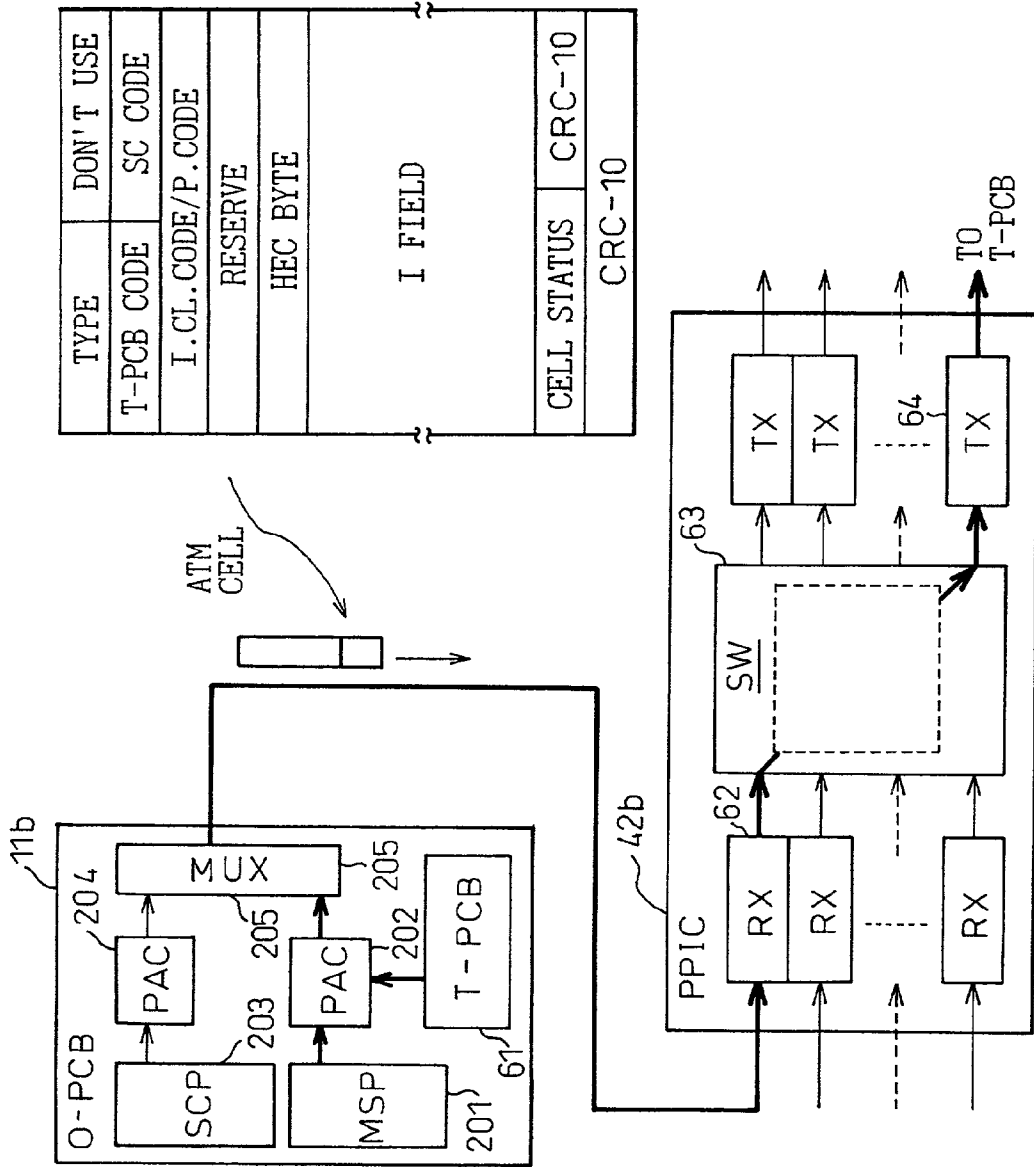 TYPE DON'T USE
T-PCB CODE SC CODE
I.CL.CODE/P.CODE
RESERVE
HEC BYTE
I FIELD
CELL STATUS CRC-10
CRC-10
ATM
CELL
O-PCB
11b
SCP
203
PAC
204
MUX
205
205
MSP
201
PAC
202
T-PCB
61
PPIC
42b
RX
62
RX
RX
SW
63
TX
TX
TX
64
TO
T-PCB